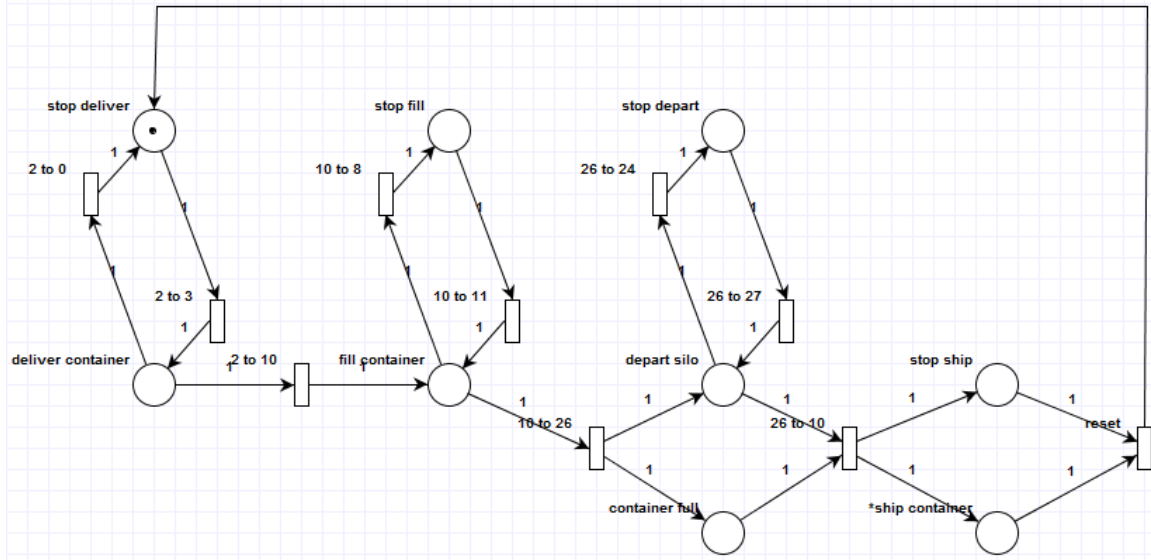 stop deliver
stop fill
stop depart
1
1
1
2 to 0
10 to 8
26 to 24
1
1
1
1
1
1
2 to 3
10 to 11
26 to 27
1
1
1
deliver container
1
2 to 10
1
fill container
depart silo
stop ship
1
1
1
1
1
10 to 26
26 to 10
reset
1
1
1
1
container full
*ship container